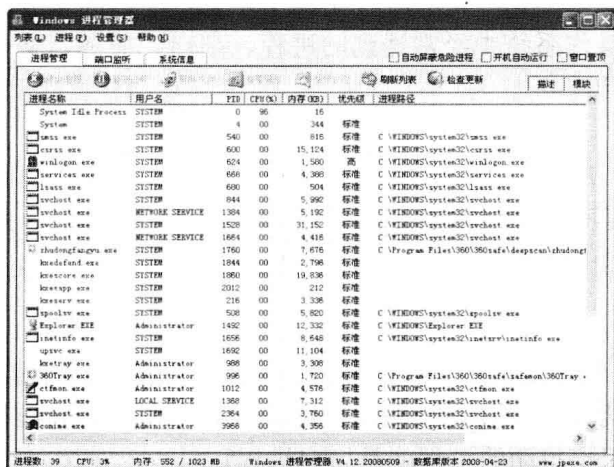 Windows 进程管理器
列表(L) 进程(P) 设置(S) 帮助(H)
进程管理 端口监听 系统信息 自动屏蔽危险进程 开机自动运行 窗口置顶
刷新列表 检查更新 描述 模块
进程名称 用户名 PID CPU(%) 内存(KB) 优先级 进程路径
System Idle Process SYSTEM 0 96 16
System SYSTEM 4 00 344 标准
smss exe SYSTEM 540 00 816 标准 C \WINDOWS\system32\smss exe
csrss exe SYSTEM 600 00 15,124 标准 C \WINDOWS\system32\csrss exe
winlogon exe SYSTEM 624 00 1,580 高 C \WINDOWS\system32\winlogon exe
services exe SYSTEM 668 00 4,388 标准 C \WINDOWS\system32\services exe
lsass exe SYSTEM 680 00 504 标准 C \WINDOWS\system32\lsass exe
svchost exe SYSTEM 844 00 5,992 标准 C \WINDOWS\system32\svchost exe
svchost exe NETWORK SERVICE 1384 00 5,192 标准 C \WINDOWS\system32\svchost exe
svchost exe SYSTEM 1528 00 31,152 标准 C \WINDOWS\system32\svchost exe
svchost exe NETWORK SERVICE 1664 00 4,416 标准 C \WINDOWS\system32\svchost exe
zhudongfangyu exe SYSTEM 1760 00 7,676 标准 C \Program Files\360\360safe\deepscan\zhudongf
kxedefend exe SYSTEM 1844 00 2,796 标准
kxescore exe SYSTEM 1860 00 19,836 标准
kxetapp exe SYSTEM 2012 00 212 标准
kxeserv exe SYSTEM 216 00 3 336 标准
spoolsv exe SYSTEM 508 00 5,820 标准 C \WINDOWS\system32\spoolsv exe
Explorer EXE Administrator 1492 00 12,332 标准 C \WINDOWS\Explorer EXE
inetinfo exe SYSTEM 1656 00 8,648 标准 C \WINDOWS\system32\inetsrv\inetinfo exe
upsvc exe SYSTEM 1692 00 11,104 标准
kxetray exe Administrator 988 00 3,308 标准
360Tray exe Administrator 996 00 1,720 标准 C \Program Files\360\360safe\safemon\360Tray
ctfmon exe Administrator 1012 00 4,576 标准 C \WINDOWS\system32\ctfmon exe
svchost exe LOCAL SERVICE 1368 00 7,312 标准 C \WINDOWS\system32\svchost exe
svchost exe SYSTEM 2364 00 3,760 标准 C \WINDOWS\system32\svchost exe
conime exe Administrator 3968 00 4,356 标准 C \WINDOWS\system32\conime exe
进程数: 39 CPU: 3% 内存: 552 / 1023 MB Windows 进程管理器 V4.12.20080509 - 数据库版本 2008-04-23 www jpexe com